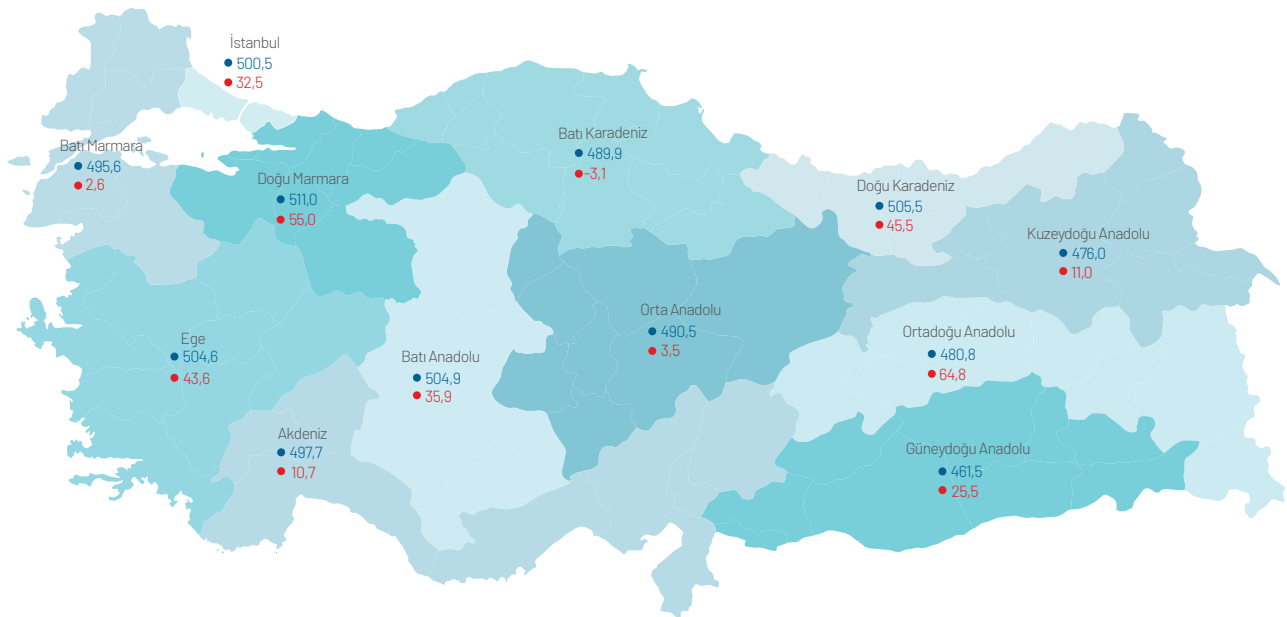 İstanbul
500,5
32,5
Batı Marmara
495,6
2,6
Doğu Marmara
511,0
55,0
Batı Karadeniz
489,9
-3,1
Doğu Karadeniz
505,5
45,5
Kuzeydoğu Anadolu
476,0
11,0
Ege
504,6
43,6
Batı Anadolu
504,9
35,9
Orta Anadolu
490,5
3,5
Ortadoğu Anadolu
480,8
64,8
Akdeniz
497,7
10,7
Güneydoğu Anadolu
461,5
25,5